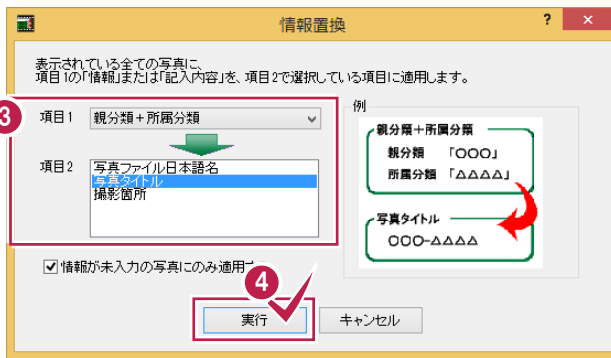 情報置換
? ×
表示されている全ての写真に、
項目1の「情報」または「記入内容」を、項目2で選択している項目に適用します。
3
項目1 親分類+所属分類
項目2 写真ファイル日本語名
写真タイトル
撮影箇所
例
親分類+所属分類
親分類 「〇〇〇」
所属分類 「△△△△」
写真タイトル
〇〇〇-△△△△
情報が未入力の写真にのみ適用
4
実行 キャンセル